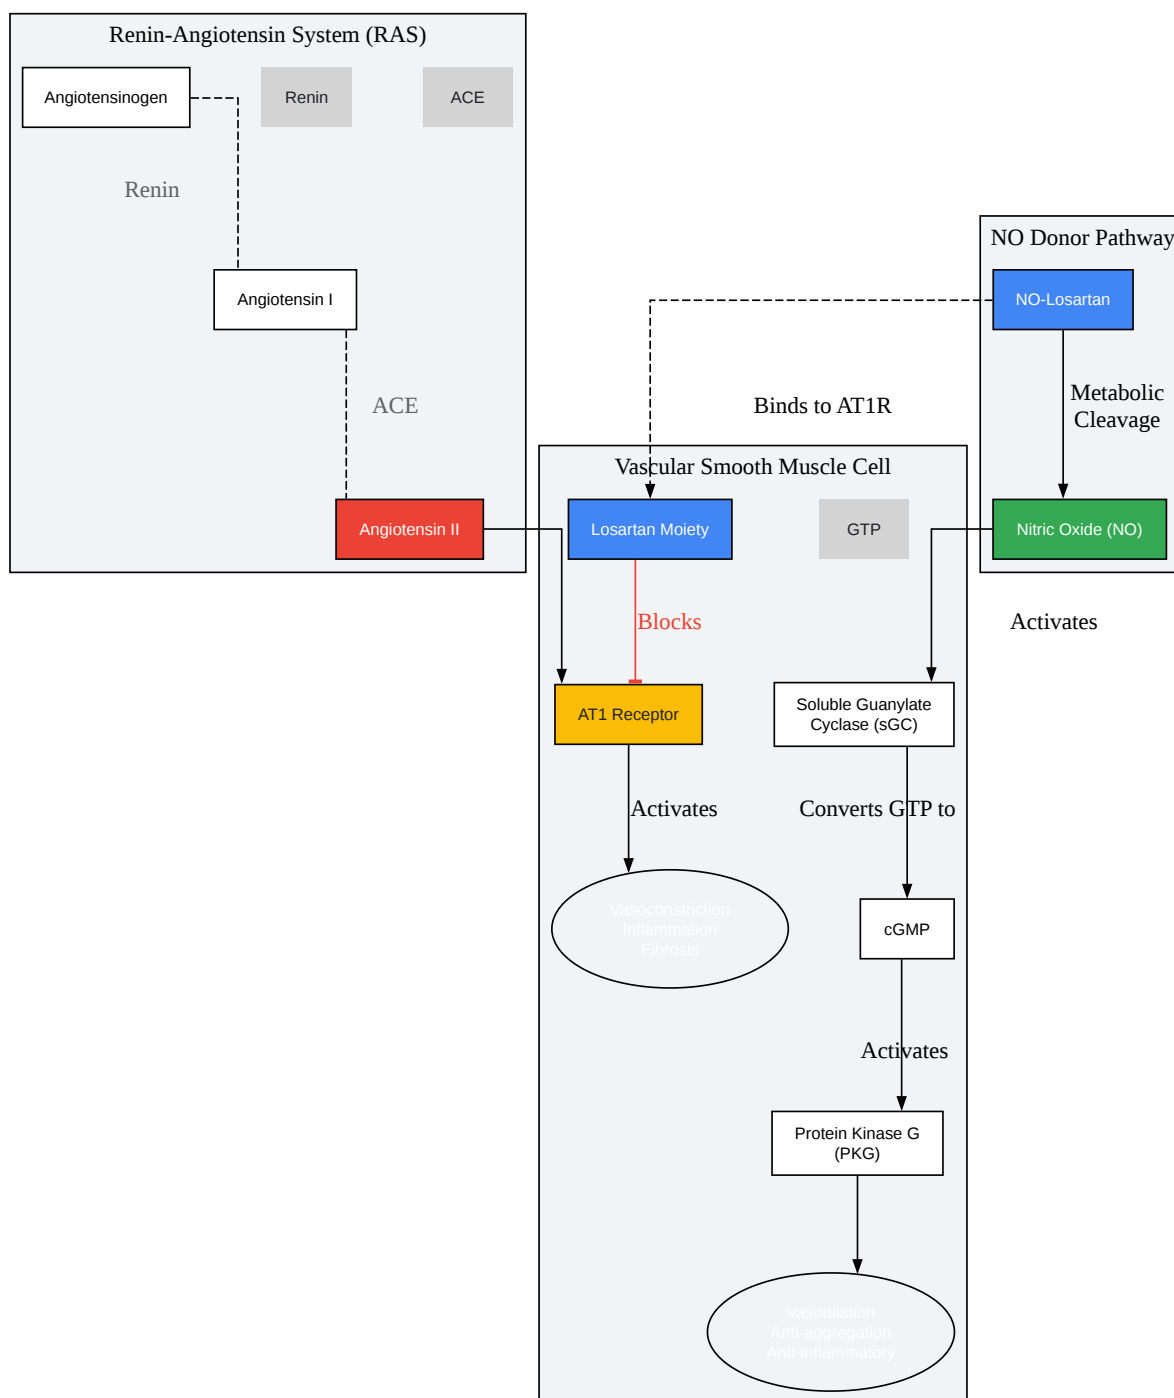 Renin-Angiotensin System (RAS)
Angiotensinogen
Renin
ACE
Renin
NO Donor Pathway
Angiotensin I
NO-Losartan
ACE
Binds to AT1R
Metabolic
Cleavage
Vascular Smooth Muscle Cell
Angiotensin II
Losartan Moiety
GTP
Nitric Oxide (NO)
Blocks
Activates
AT1 Receptor
Soluble Guanylate
Cyclase (sGC)
Activates
Converts GTP to
Vasoconstriction
Inflammation
Fibrosis
cGMP
Activates
Protein Kinase G
(PKG)
Vasodilation
Anti-aggregation
Anti-inflammatory